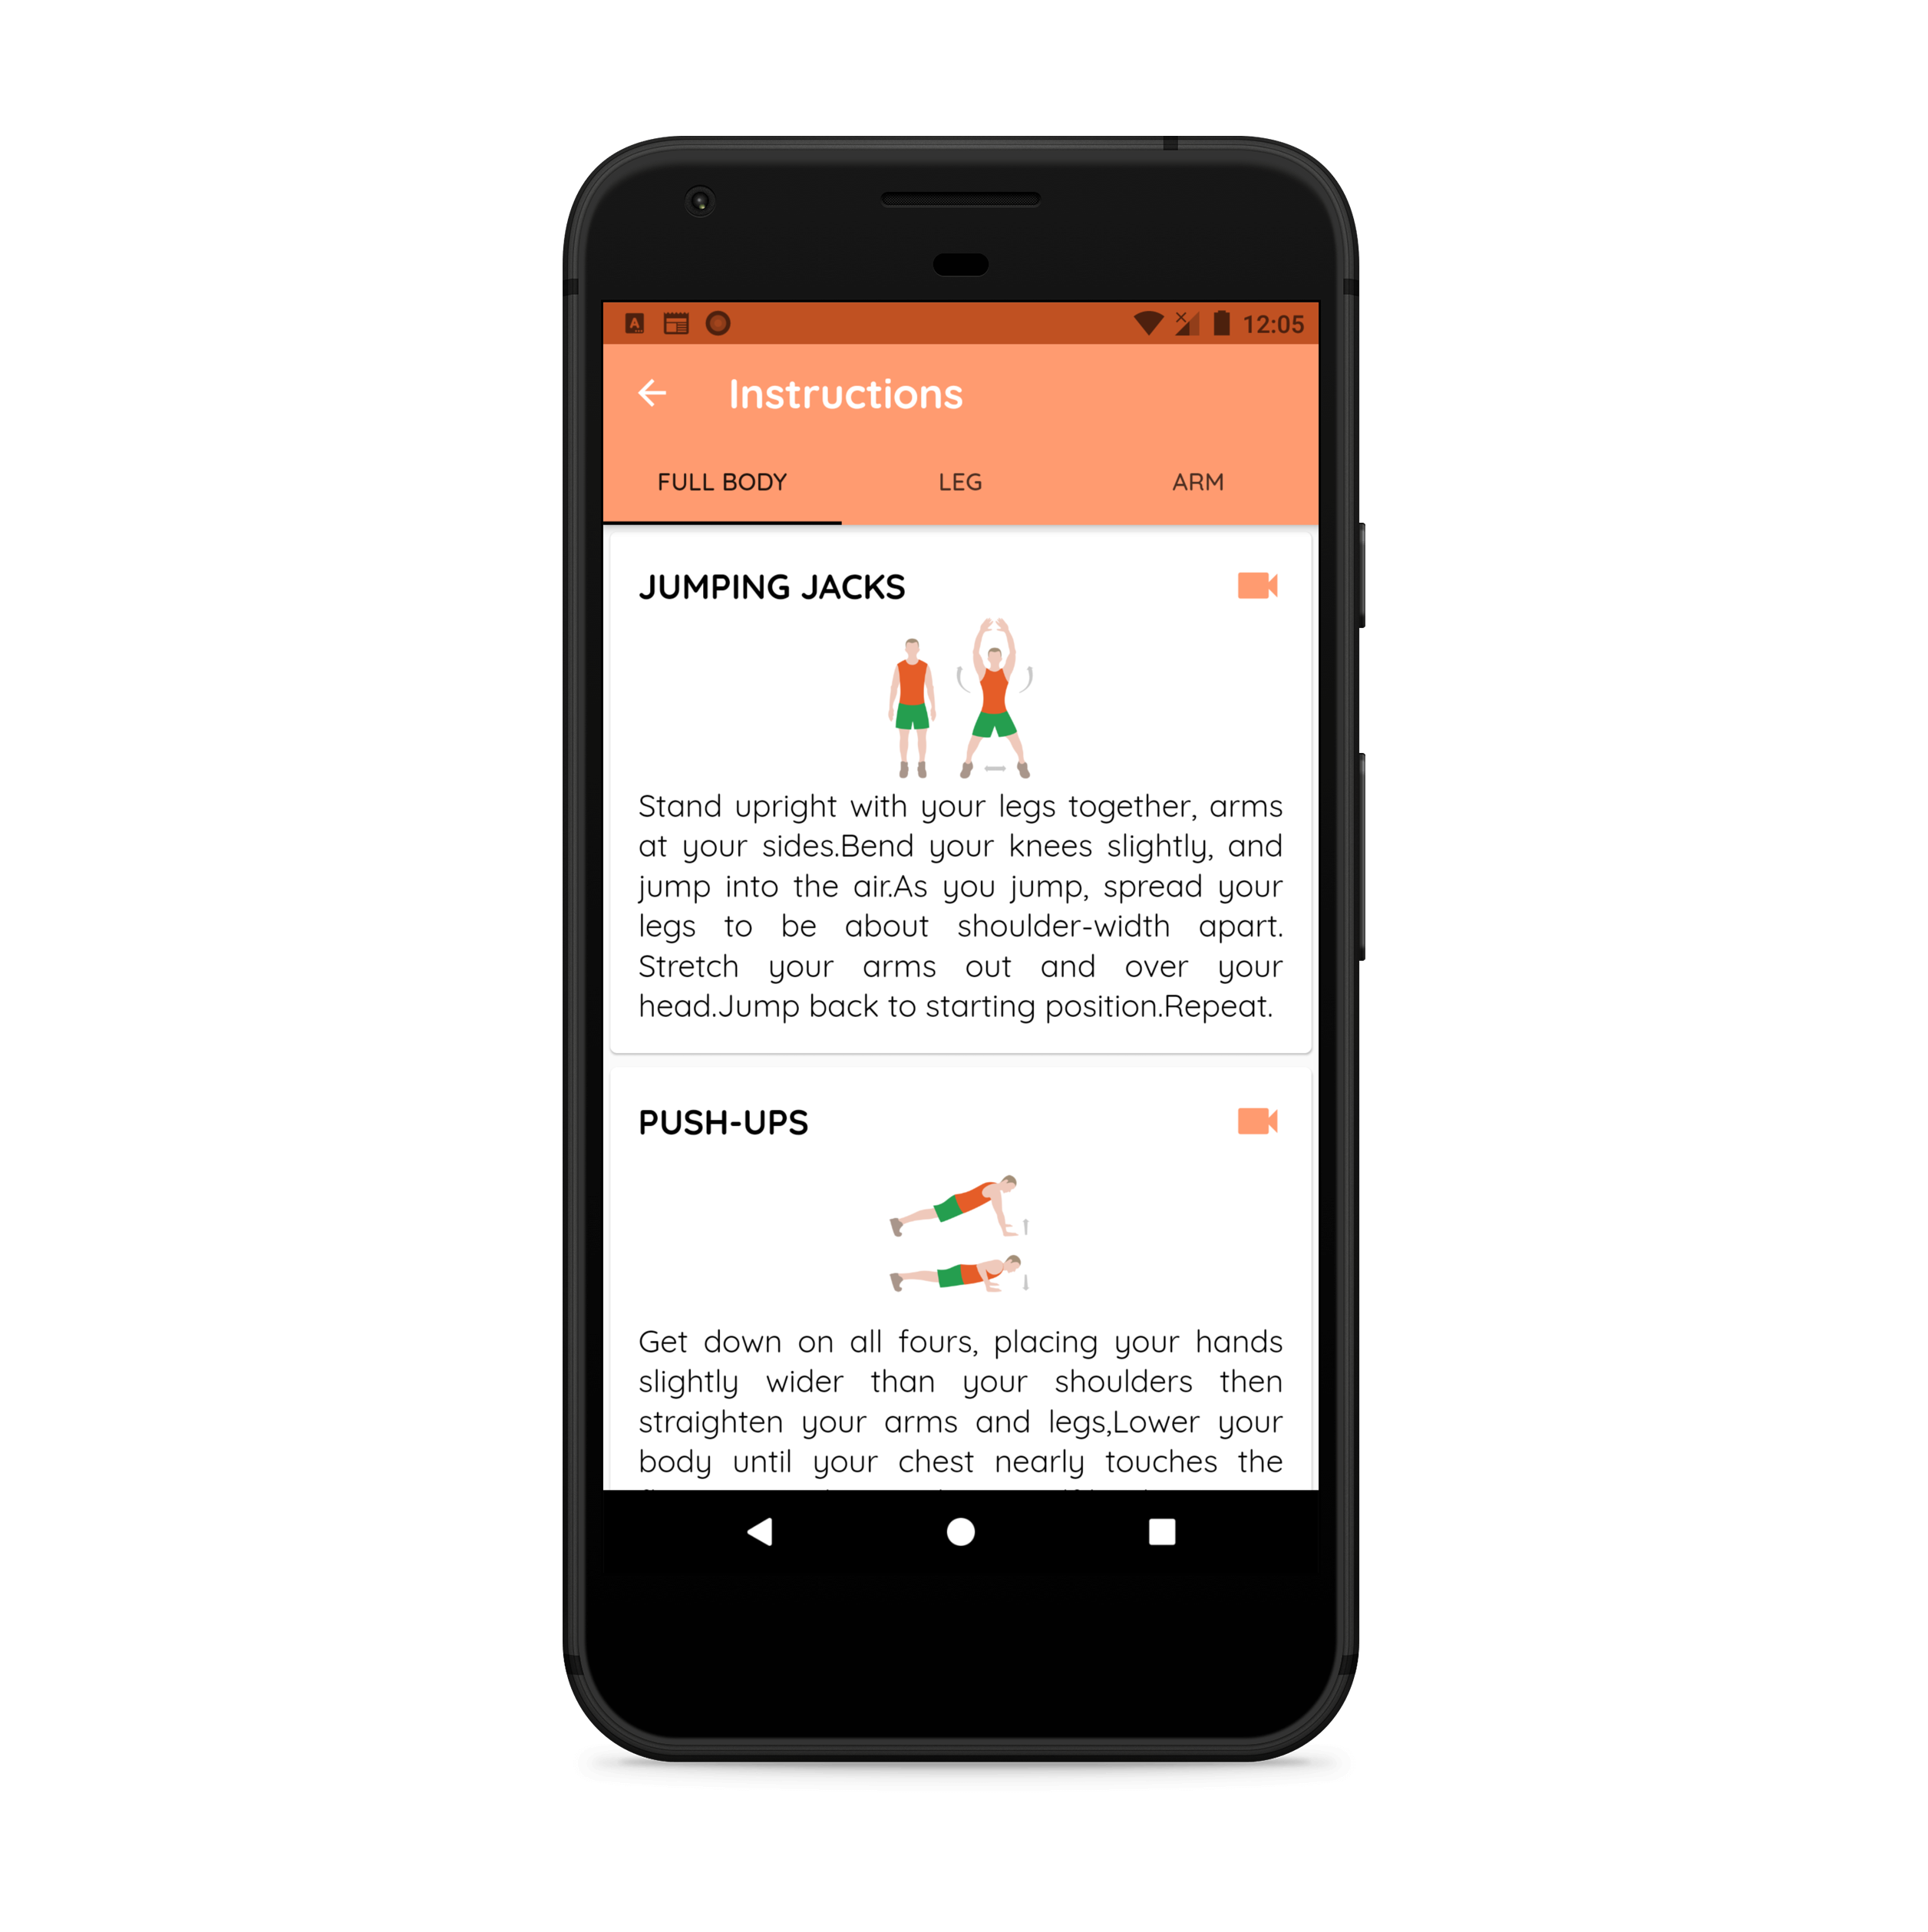 12:05
Instructions
FULL BODY LEG ARM
JUMPING JACKS
Stand upright with your legs together, arms
at your sides.Bend your knees slightly, and
jump into the air.As you jump, spread your
legs to be about shoulder-width apart.
Stretch your arms out and over your
head.Jump back to starting position.Repeat.
PUSH-UPS
Get down on all fours, placing your hands
slightly wider than your shoulders then
straighten your arms and legs,Lower your
body until your chest nearly touches the